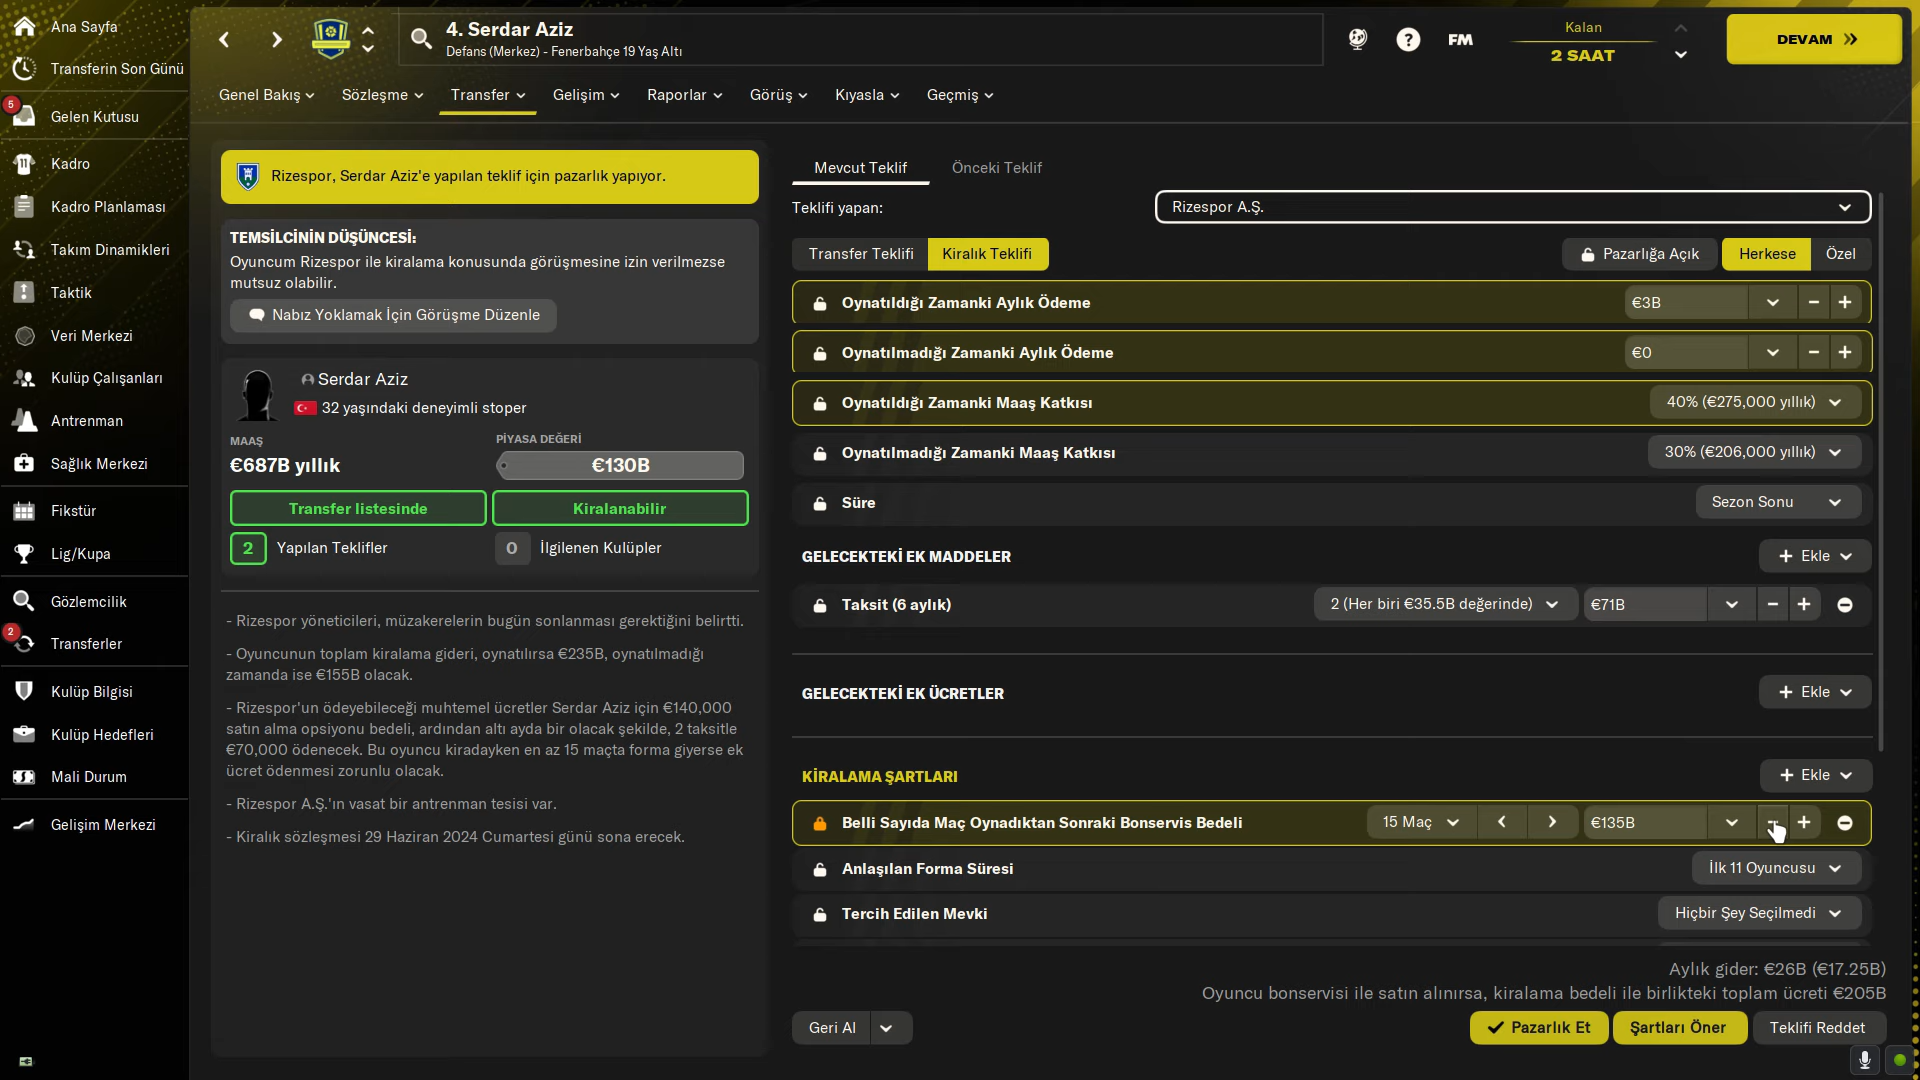 Ana Sayfa
Transferin Son Günü
5
Gelen Kutusu
Kadro
Kadro Planlaması
Takım Dinamikleri
Taktik
Veri Merkezi
Kulüp Çalışanları
Antrenman
Sağlık Merkezi
Fikstür
Lig/Kupa
Gözlemcilik
2
Transferler
Kulüp Bilgisi
Kulüp Hedefleri
Mali Durum
Gelişim Merkezi
4. Serdar Aziz
Defans (Merkez) - Fenerbahçe 19 Yaş Altı
FM
Kalan
2 SAAT
DEVAM
Genel Bakış Sözleşme Transfer Gelişim Raporlar Görüş Kıyasla Geçmiş
Rizespor, Serdar Aziz'e yapılan teklif için pazarlık yapıyor.
TEMSİLCİNİN DÜŞÜNCESİ:
Oyuncum Rizespor ile kiralama konusunda görüşmesine izin verilmezse
mutsuz olabilir.
Nabız Yoklamak İçin Görüşme Düzenle
Serdar Aziz
32 yaşındaki deneyimli stoper
MAAŞ PİYASA DEĞERİ
€687B yıllık €130B
Transfer listesinde Kiralanabilir
2 Yapılan Teklifler 0 İlgilenen Kulüpler
- Rizespor yöneticileri, müzakerelerin bugün sonlanması gerektiğini belirtti.
- Oyuncunun toplam kiralama gideri, oynatılırsa €235B, oynatılmadığı
zamanda ise €155B olacak.
- Rizespor'un ödeyebileceği muhtemel ücretler Serdar Aziz için €140,000
satın alma opsiyonu bedeli, ardından altı ayda bir olacak şekilde, 2 taksitle
€70,000 ödenecek. Bu oyuncu kiradayken en az 15 maçta forma giyerse ek
ücret ödenmesi zorunlu olacak.
- Rizespor A.Ş.'ın vasat bir antrenman tesisi var.
- Kiralık sözleşmesi 29 Haziran 2024 Cumartesi günü sona erecek.
Mevcut Teklif Önceki Teklif
Teklifi yapan: Rizespor A.Ş.
Transfer Teklifi Kiralık Teklifi Pazarlığa Açık Herkese Özel
Oynatıldığı Zamanki Aylık Ödeme €3B
Oynatılmadığı Zamanki Aylık Ödeme €0
Oynatıldığı Zamanki Maaş Katkısı 40% (€275,000 yıllık)
Oynatılmadığı Zamanki Maaş Katkısı 30% (€206,000 yıllık)
Süre Sezon Sonu
GELECEKTEKİ EK MADDELER Ekle
Taksit (6 aylık) 2 (Her biri €35.5B değerinde) €71B
GELECEKTEKİ EK ÜCRETLER Ekle
KİRALAMA ŞARTLARI Ekle
Belli Sayıda Maç Oynadıktan Sonraki Bonservis Bedeli 15 Maç €135B
Anlaşılan Forma Süresi İlk 11 Oyuncusu
Tercih Edilen Mevki Hiçbir Şey Seçilmedi
Aylık gider: €26B (€17.25B)
Oyuncu bonservisi ile satın alınırsa, kiralama bedeli ile birlikteki toplam ücreti €205B
Geri Al Pazarlık Et Şartları Öner Teklifi Reddet